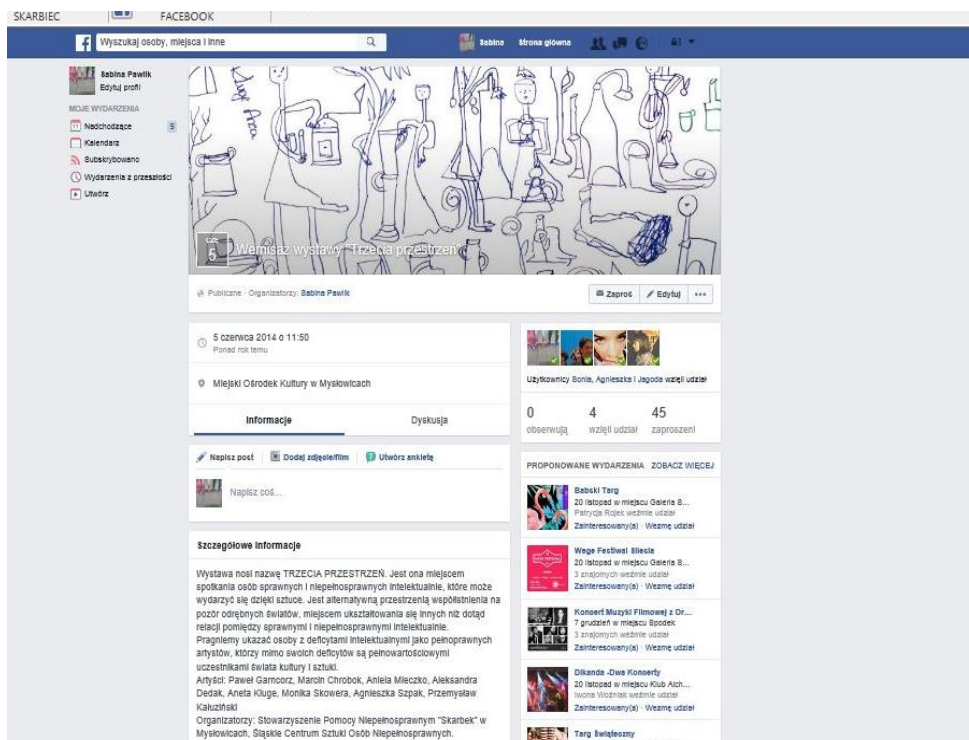 SKARBIEC
FACEBOOK
Wyszukaj osoby, miejsca i inne
Sabina
Strona główna
Sabina Pawlik
Edytuj profil
MOJE WYDARZENIA
Nadchodzące 5
Kalendarz
Subskrybowano
Wydarzenia z przeszłości
Utwórz
CZE
5
Wernisaż wystawy "Trzecia przestrzeń"
Publiczne · Organizatorzy: Sabina Pawlik
Zaproś
Edytuj
5 czerwca 2014 o 11:50
Ponad rok temu
Miejski Ośrodek Kultury w Mysłowicach
Informacje
Dyskusja
Napisz post
Dodaj zdjęcie/film
Utwórz ankietę
Napisz coś...
Szczegółowe informacje
Wystawa nosi nazwę TRZECIA PRZESTRZEŃ. Jest ona miejscem
spotkania osób sprawnych i niepełnosprawnych intelektualnie, które może
wydarzyć się dzięki sztuce. Jest alternatywną przestrzenią współistnienia na
pozór odrębnych światów, miejscem ukształtowania się innych niż dotąd
relacji pomiędzy sprawnymi i niepełnosprawnymi intelektualnie.
Pragniemy ukazać osoby z deficytami intelektualnymi jako pełnoprawnych
artystów, którzy mimo swoich deficytów są pełnowartościowymi
uczestnikami świata kultury i sztuki.
Artyści: Paweł Garncorz, Marcin Chrobok, Aniela Mieczko, Aleksandra
Dedak, Aneta Kluge, Monika Skowera, Agnieszka Szpak, Przemysław
Kałuziński
Organizatorzy: Stowarzyszenie Pomocy Niepełnosprawnym "Skarbek" w
Mysłowicach, Śląskie Centrum Sztuki Osób Niepełnosprawnych.
Użytkownicy Bonia, Agnieszka i Jagoda wzięli udział
0 4 45
obserwują wzięli udział zaproszeni
PROPONOWANE WYDARZENIA ZOBACZ WIĘCEJ
Babski Targ
20 listopad w miejscu Galeria S...
Patrycja Rojek weźmie udział
Zainteresowany(a) · Wezmę udział
Wege Festiwal Silesia
20 listopad w miejscu Galeria S...
3 znajomych weźmie udział
Zainteresowany(a) · Wezmę udział
Koncert Muzyki Filmowej z Or...
7 grudzień w miejscu Spodek
3 znajomych weźmie udział
Zainteresowany(a) · Wezmę udział
Dikanda -Dwa Koncerty
20 listopad w miejscu Klub Alch...
Iwona Woźniak weźmie udział
Zainteresowany(a) · Wezmę udział
Targ Świąteczny